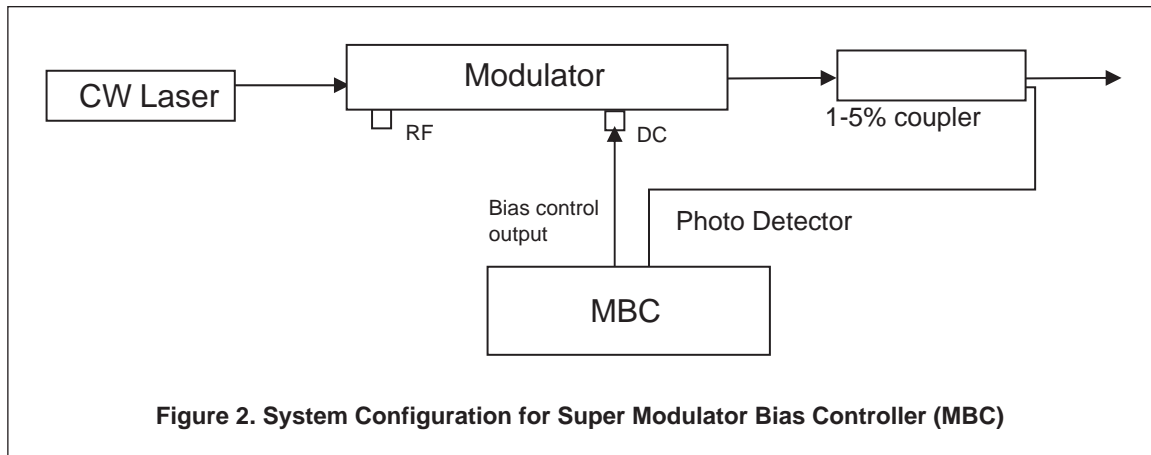 CW Laser
Modulator
RF
DC
1-5% coupler
Bias control
output
Photo Detector
MBC
Figure 2. System Configuration for Super Modulator Bias Controller (MBC)